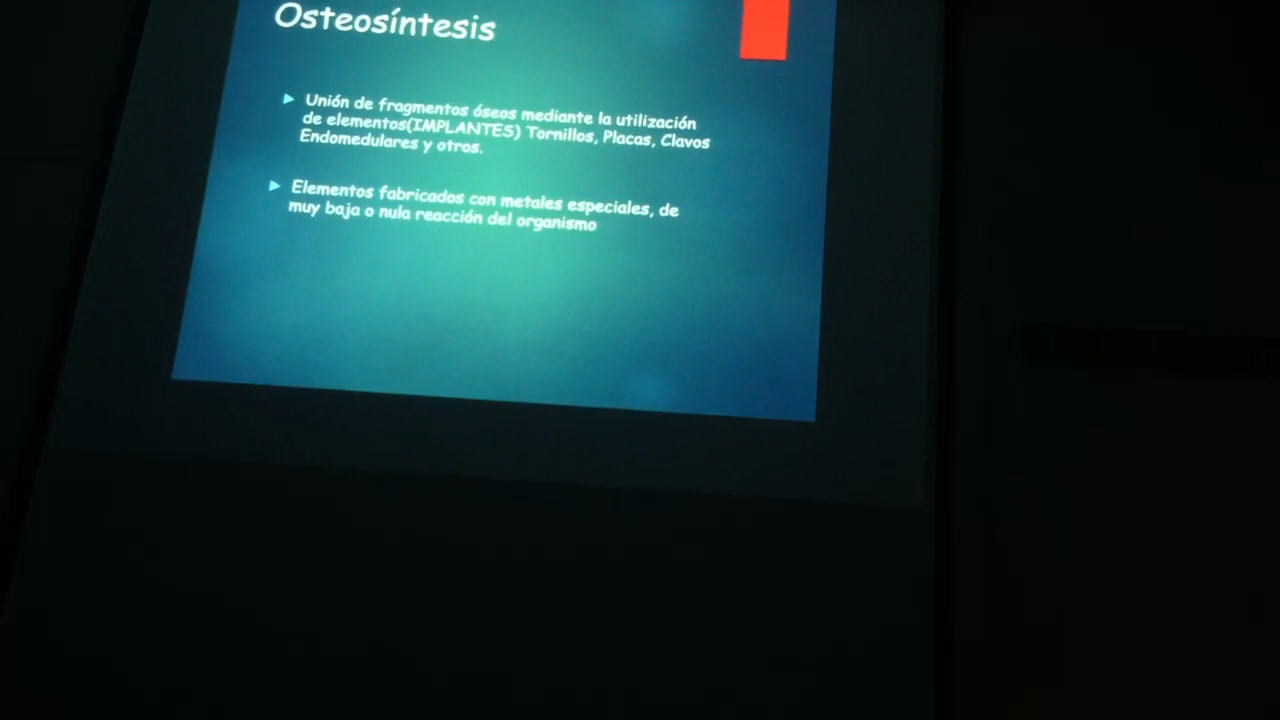 Osteosíntesis
Unión de fragmentos óseos mediante la utilización
de elementos(IMPLANTES) Tornillos, Placas, Clavos
Endomedulares y otros.
Elementos fabricados con metales especiales, de
muy baja o nula reacción del organismo